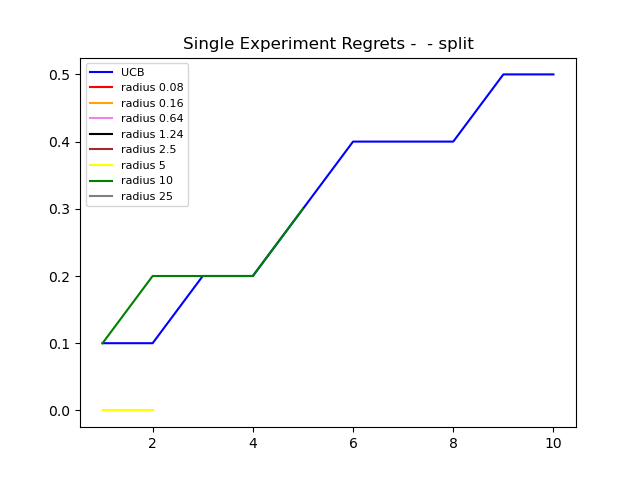 Single Experiment Regrets -  - split
0.5
0.4
0.3
0.2
0.1
0.0
UCB
radius 0.08
radius 0.16
radius 0.64
radius 1.24
radius 2.5
radius 5
radius 10
radius 25
2 4 6 8 10